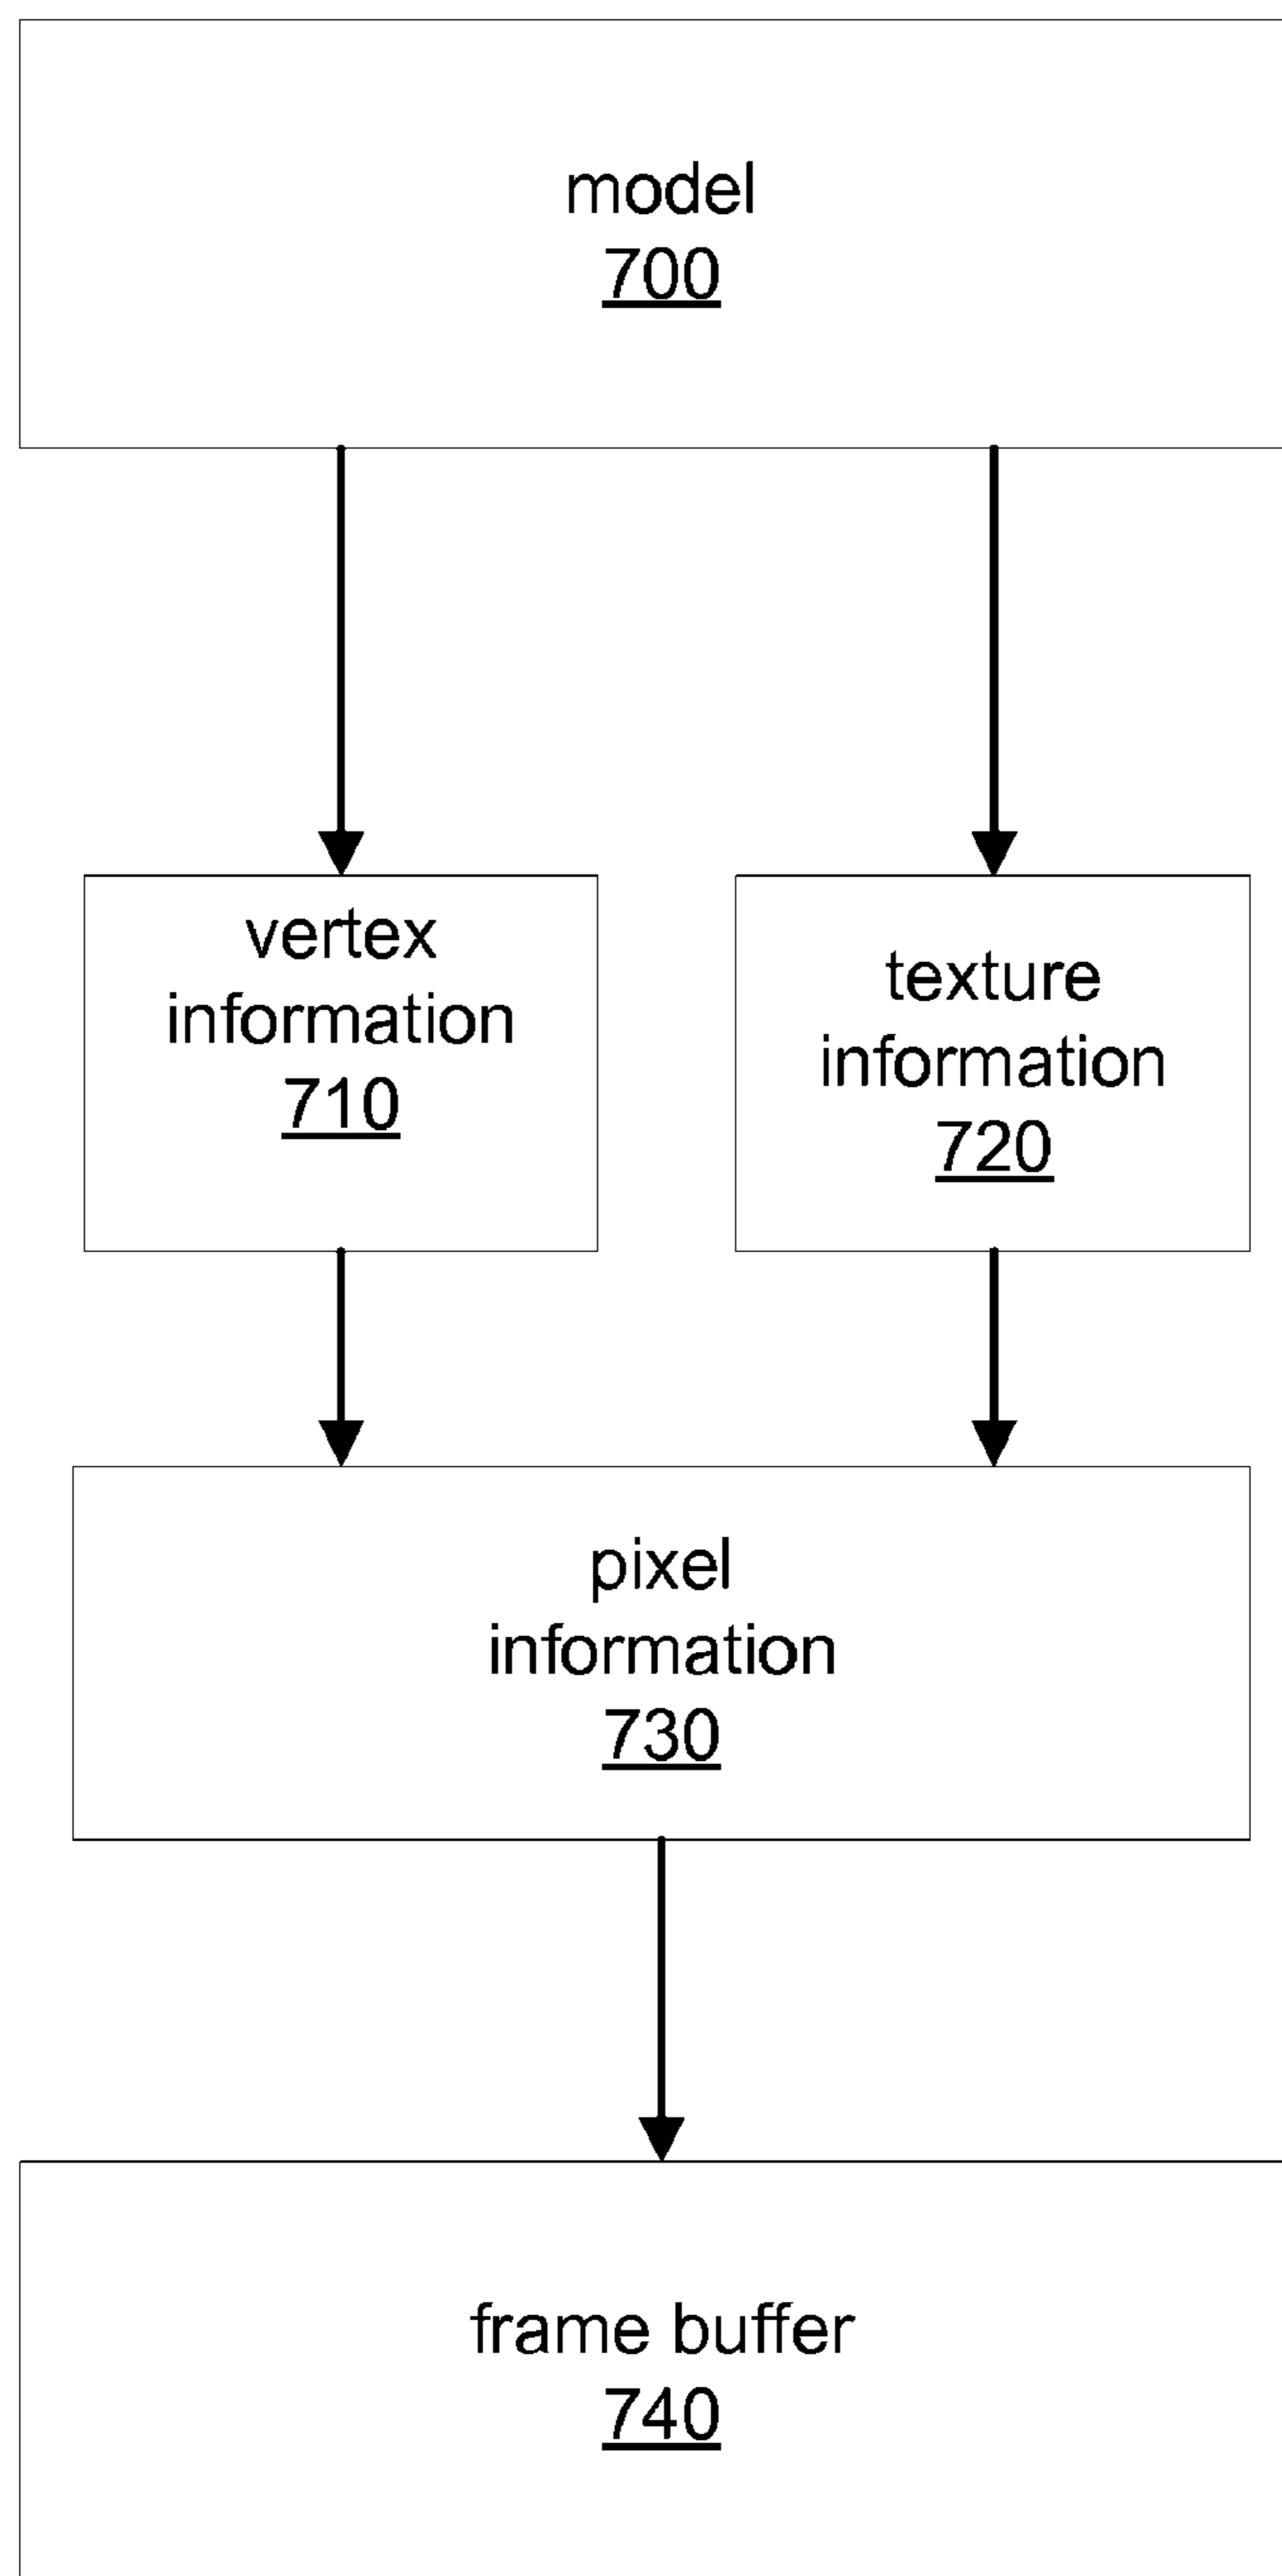 model
700
vertex
information
710
texture
information
720
pixel
information
730
frame buffer
740